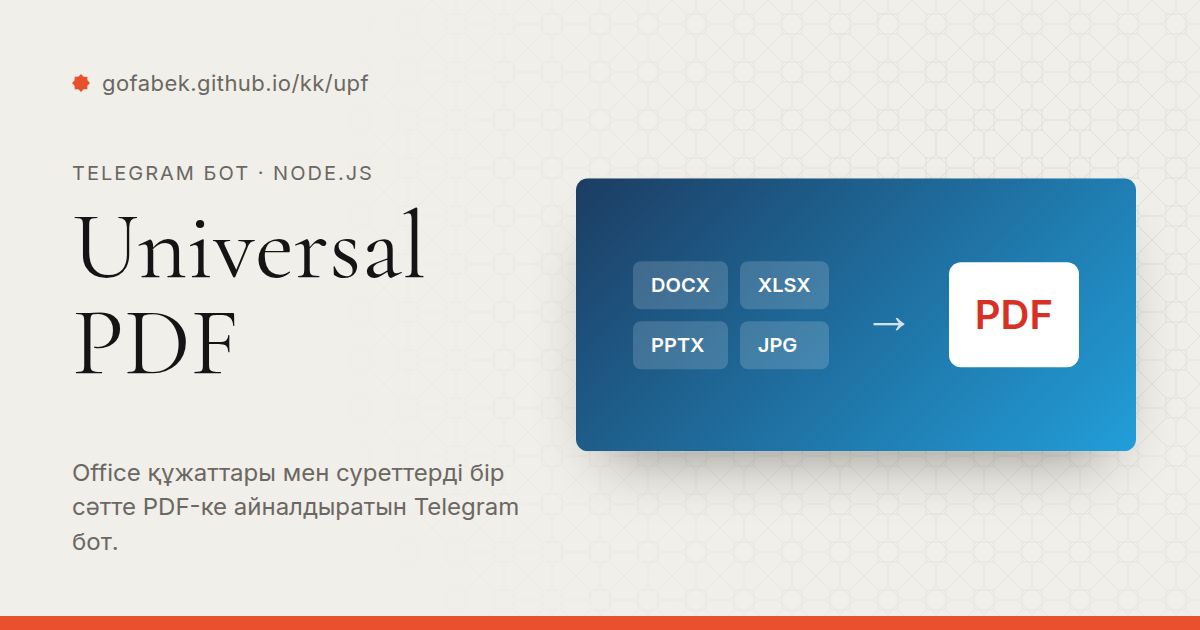 gofabek.github.io/kk/upf
TELEGRAM БОТ · NODE.JS
Universal
PDF
Office құжаттары мен суреттерді бір
сәтте PDF-ке айналдыратын Telegram
бот.
DOCX XLSX
PPTX JPG
→
PDF